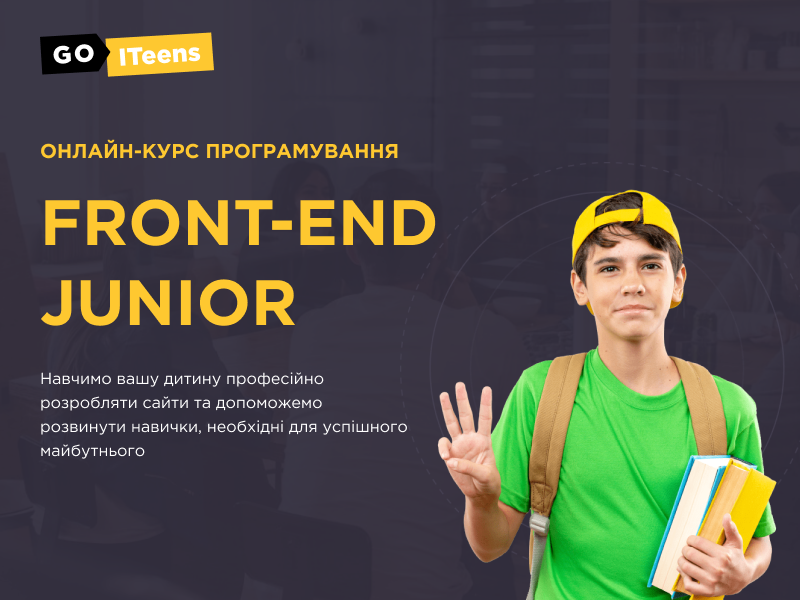 GO ITeens
ОНЛАЙН-КУРС ПРОГРАМУВАННЯ
FRONT-END
JUNIOR
Навчимо вашу дитину професійно
розробляти сайти та допоможемо
розвинути навички, необхідні для успішного
майбутнього